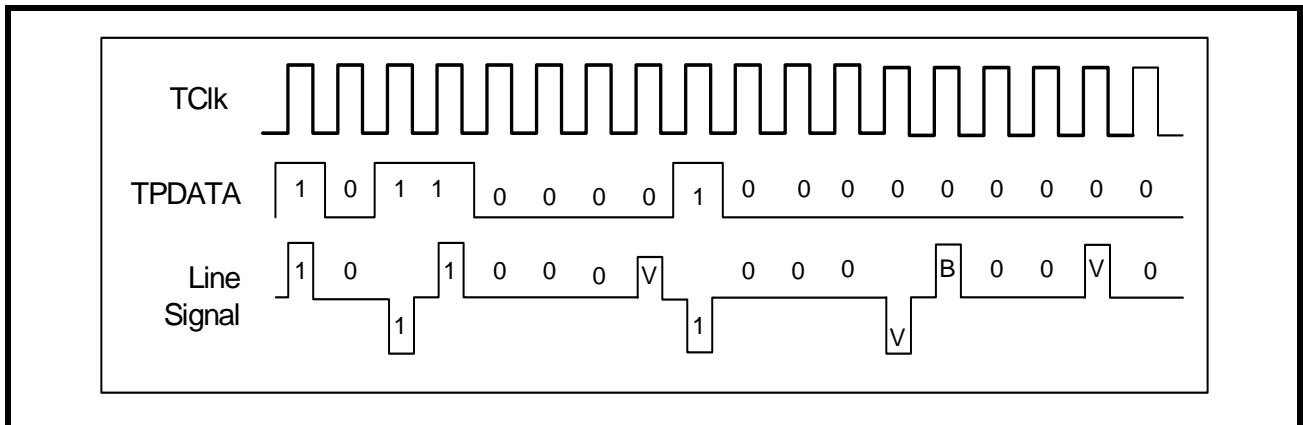 TClk
TPDATA 1 0 1 1 0 0 0 0 1 0 0 0 0 0 0 0 0 0
Line Signal 1 0 1 1 0 0 0 V 1 0 0 0 V B 0 0 V 0